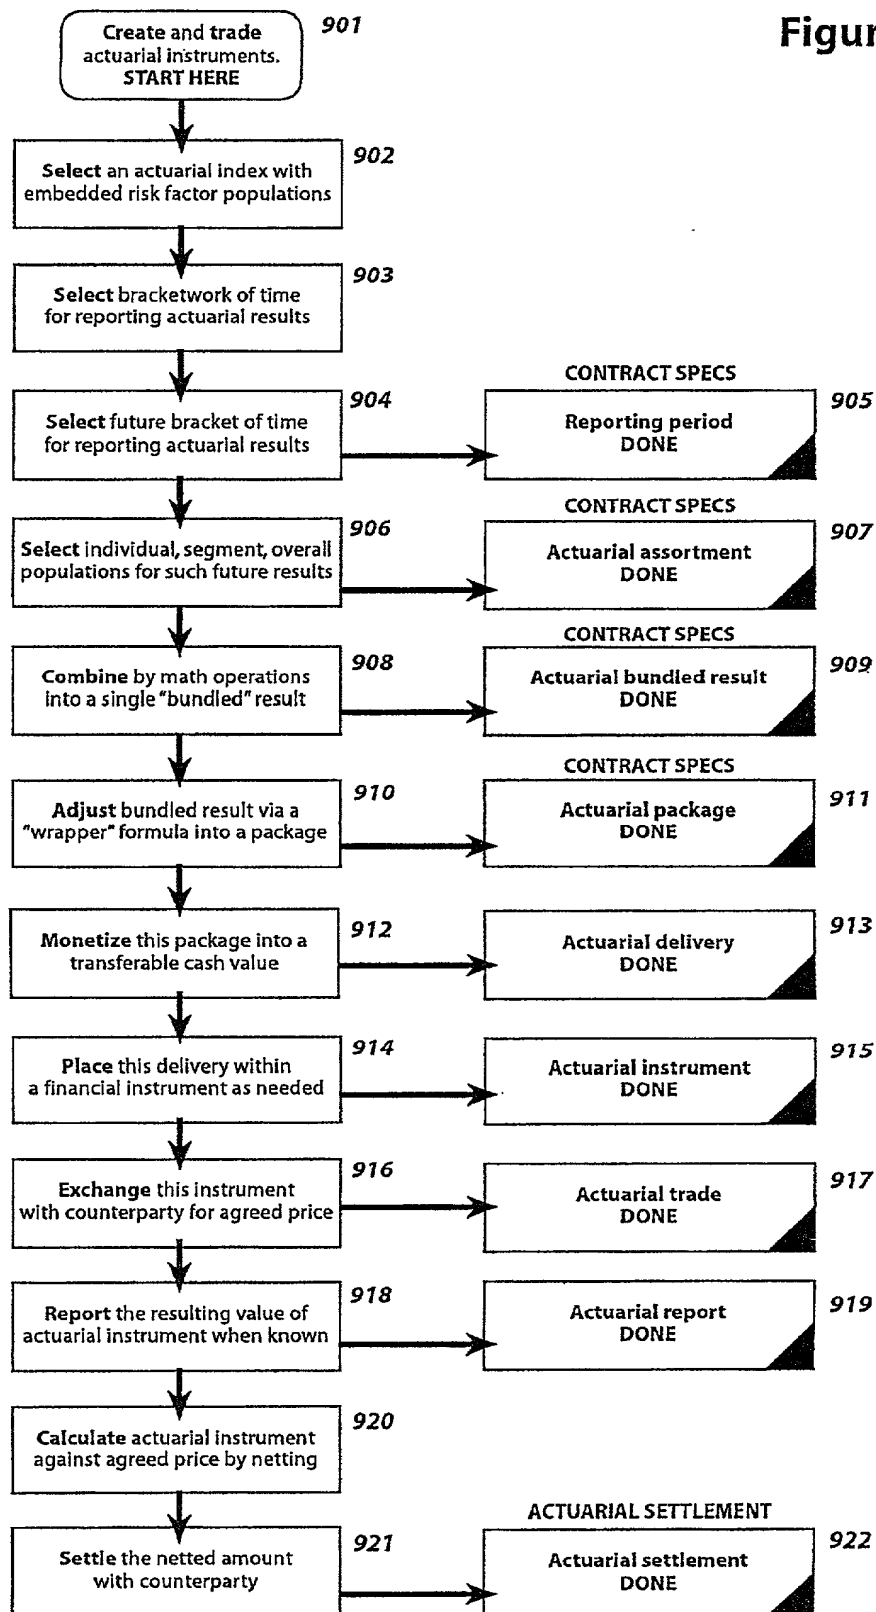 Create and trade
actuarial instruments.
START HERE
901
Figur
Select an actuarial index with
embedded risk factor populations
902
Select bracketwork of time
for reporting actuarial results
903
Select future bracket of time
for reporting actuarial results
904
CONTRACT SPECS
Reporting period
DONE
905
Select individual, segment, overall
populations for such future results
906
CONTRACT SPECS
Actuarial assortment
DONE
907
Combine by math operations
into a single "bundled" result
908
CONTRACT SPECS
Actuarial bundled result
DONE
909
Adjust bundled result via a
"wrapper" formula into a package
910
CONTRACT SPECS
Actuarial package
DONE
911
Monetize this package into a
transferable cash value
912
Actuarial delivery
DONE
913
Place this delivery within
a financial instrument as needed
914
Actuarial instrument
DONE
915
Exchange this instrument
with counterparty for agreed price
916
Actuarial trade
DONE
917
Report the resulting value of
actuarial instrument when known
918
Actuarial report
DONE
919
Calculate actuarial instrument
against agreed price by netting
920
Settle the netted amount
with counterparty
921
ACTUARIAL SETTLEMENT
Actuarial settlement
DONE
922